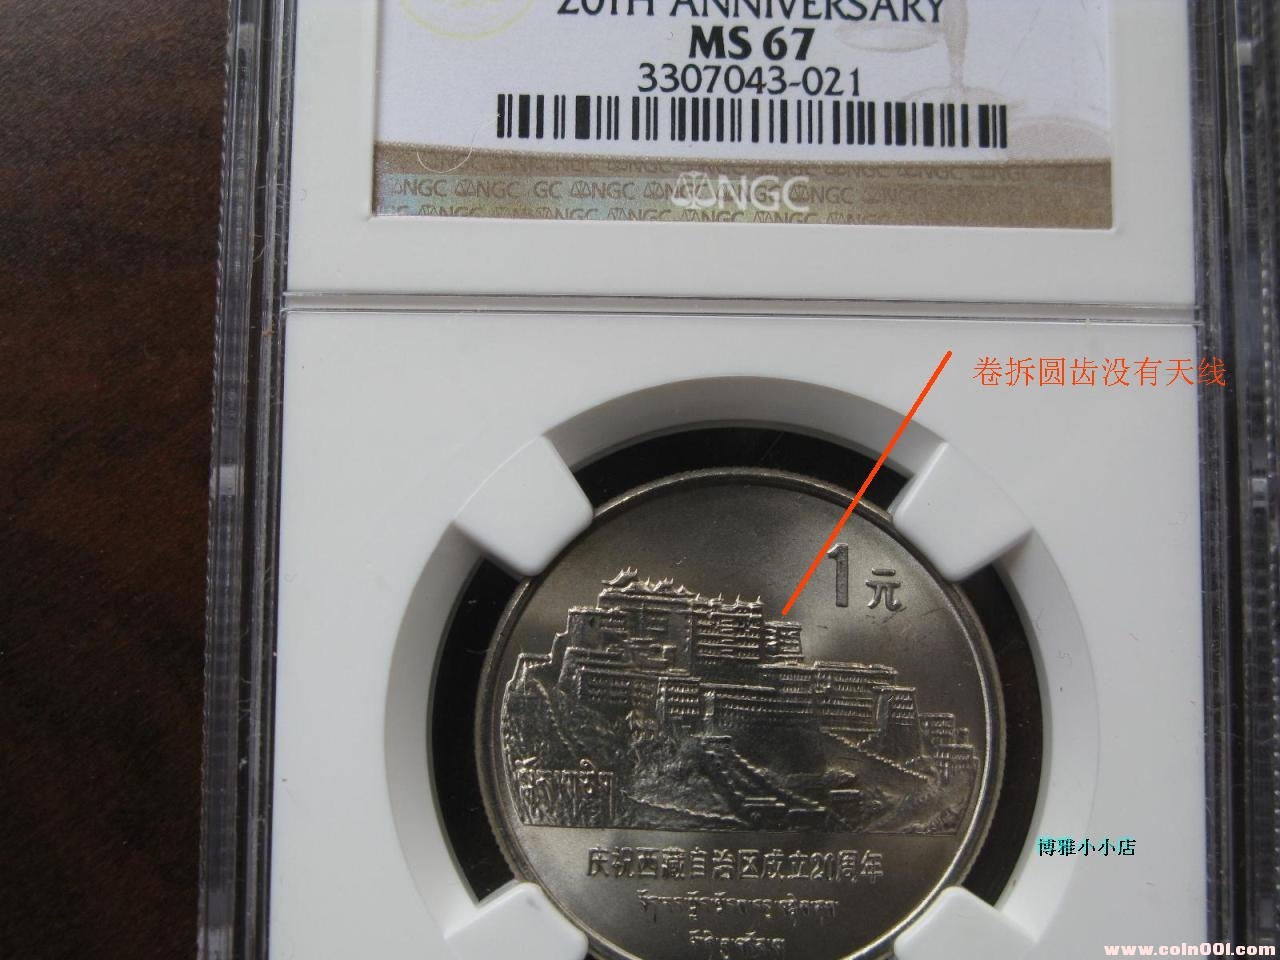 20TH ANNIVERSARY
MS 67
3307043-021
NGC
卷拆圆齿没有天线
1元
庆祝西藏自治区成立20周年
博雅小小店
www.coin001.com